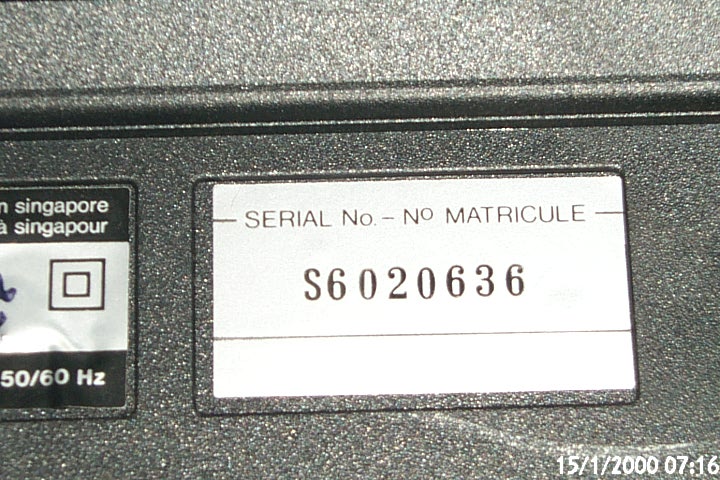 n singapore
à singapour
50/60 Hz
SERIAL No. – Nº MATRICULE
S6020636
15/1/2000 07:16